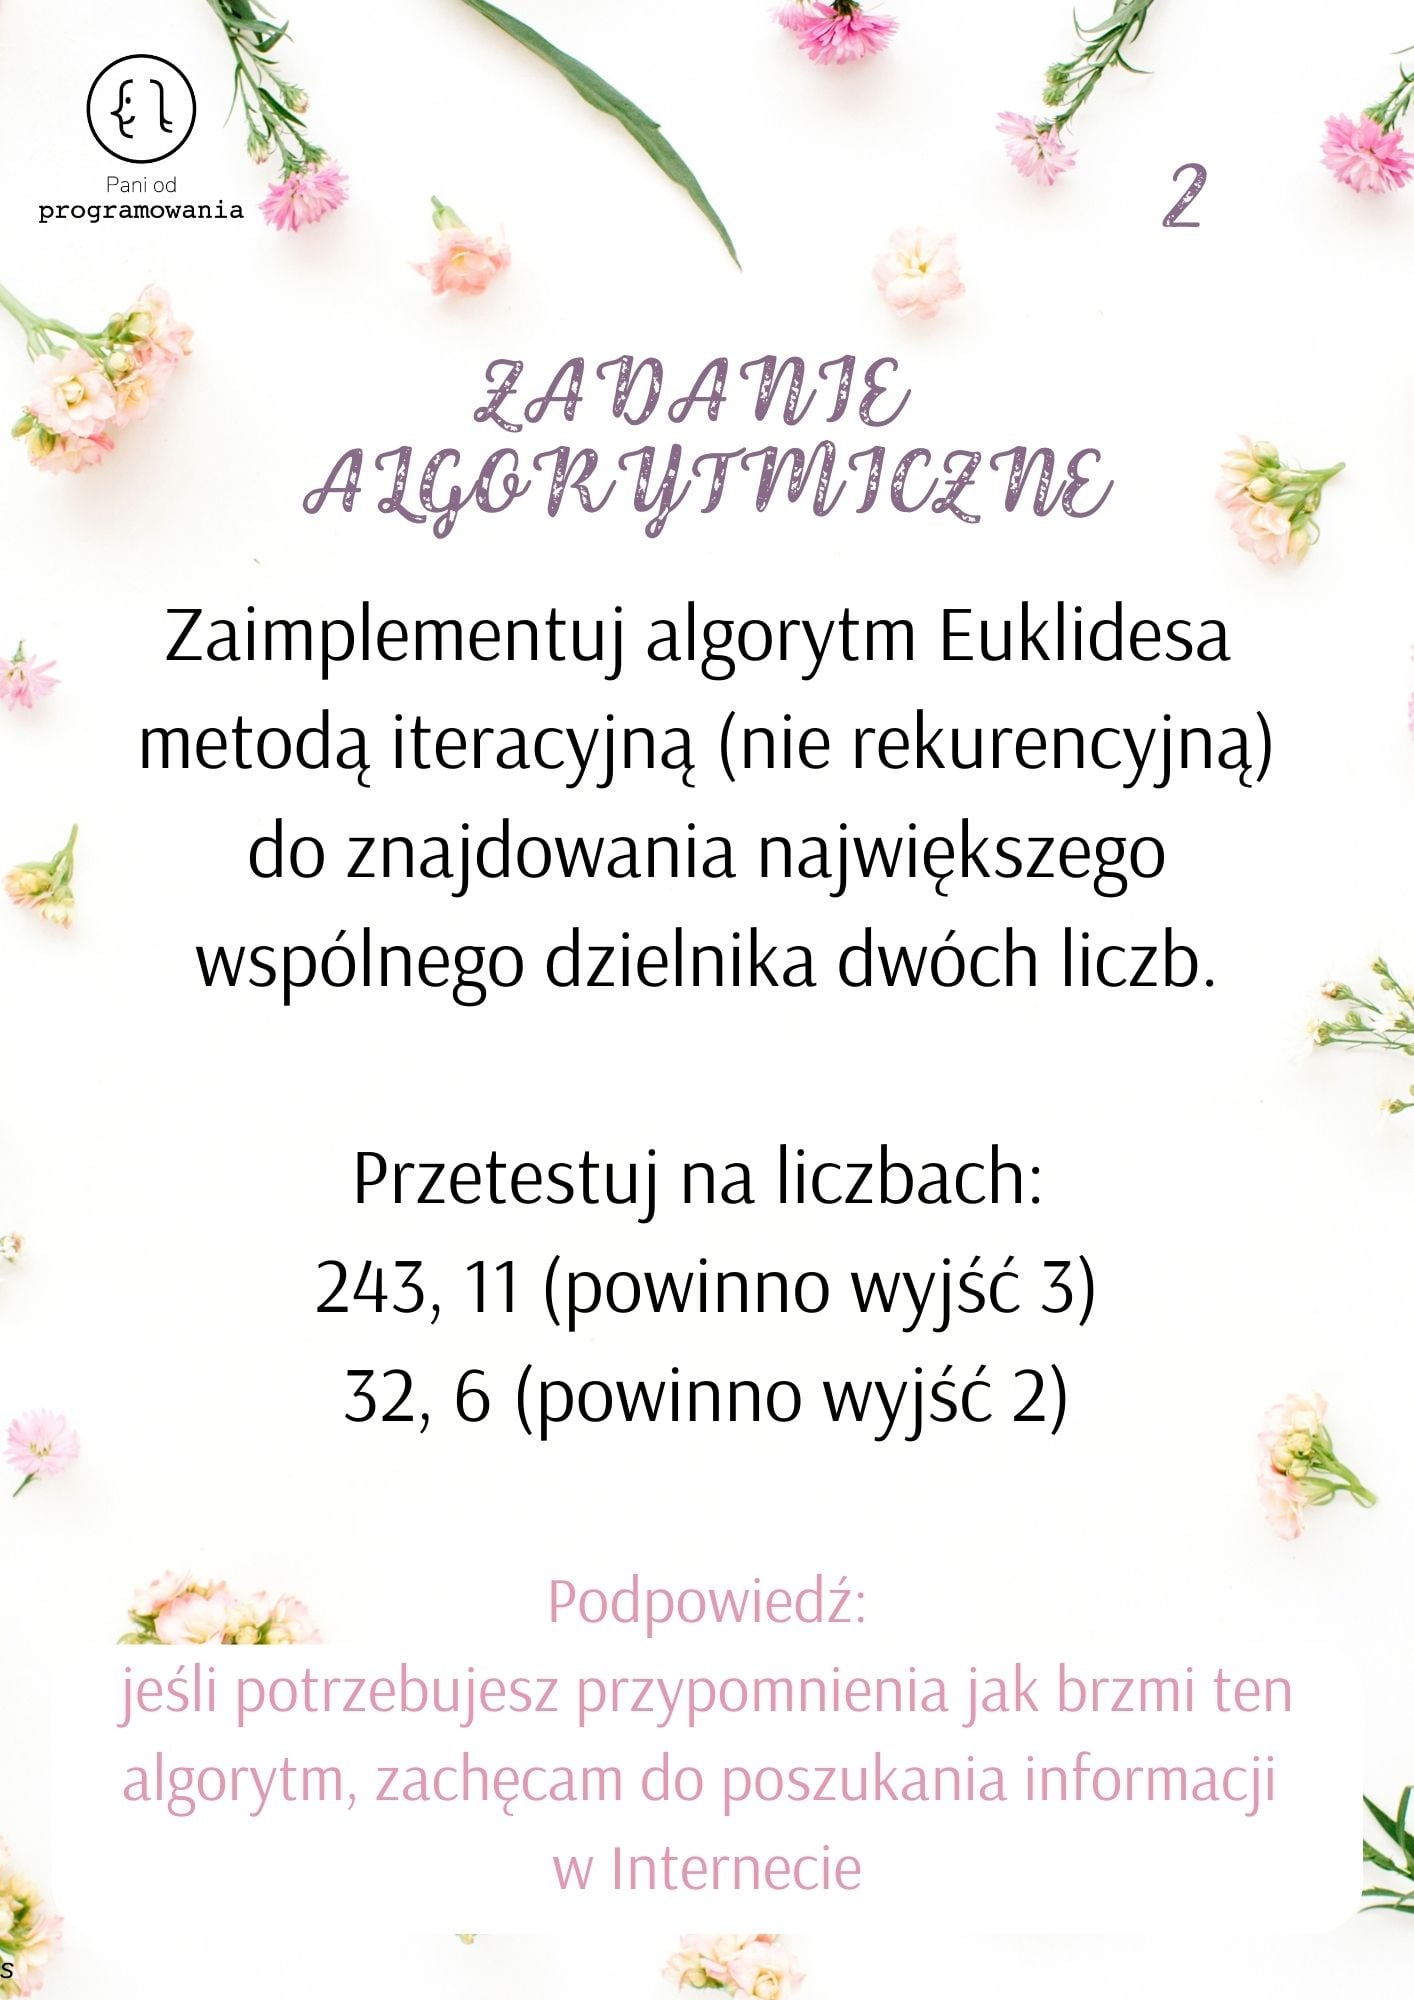 Pani od
programowania
2
ZADANIE
ALGORYTMICZNE
Zaimplementuj algorytm Euklidesa
metodą iteracyjną (nie rekurencyjną)
do znajdowania największego
wspólnego dzielnika dwóch liczb.
Przetestuj na liczbach:
243, 11 (powinno wyjść 3)
32, 6 (powinno wyjść 2)
Podpowiedź:
jeśli potrzebujesz przypomnienia jak brzmi ten
algorytm, zachęcam do poszukania informacji
w Internecie
s